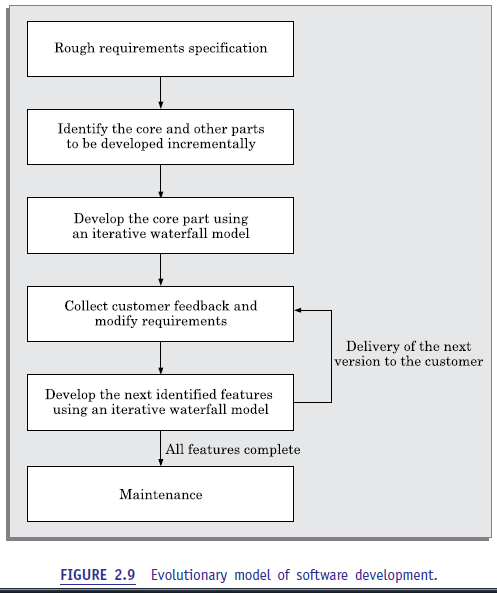 Rough requirements specification
Identify the core and other parts
to be developed incrementally
Develop the core part using
an iterative waterfall model
Collect customer feedback and
modify requirements
Delivery of the next
version to the customer
Develop the next identified features
using an iterative waterfall model
All features complete
Maintenance
FIGURE 2.9 Evolutionary model of software development.